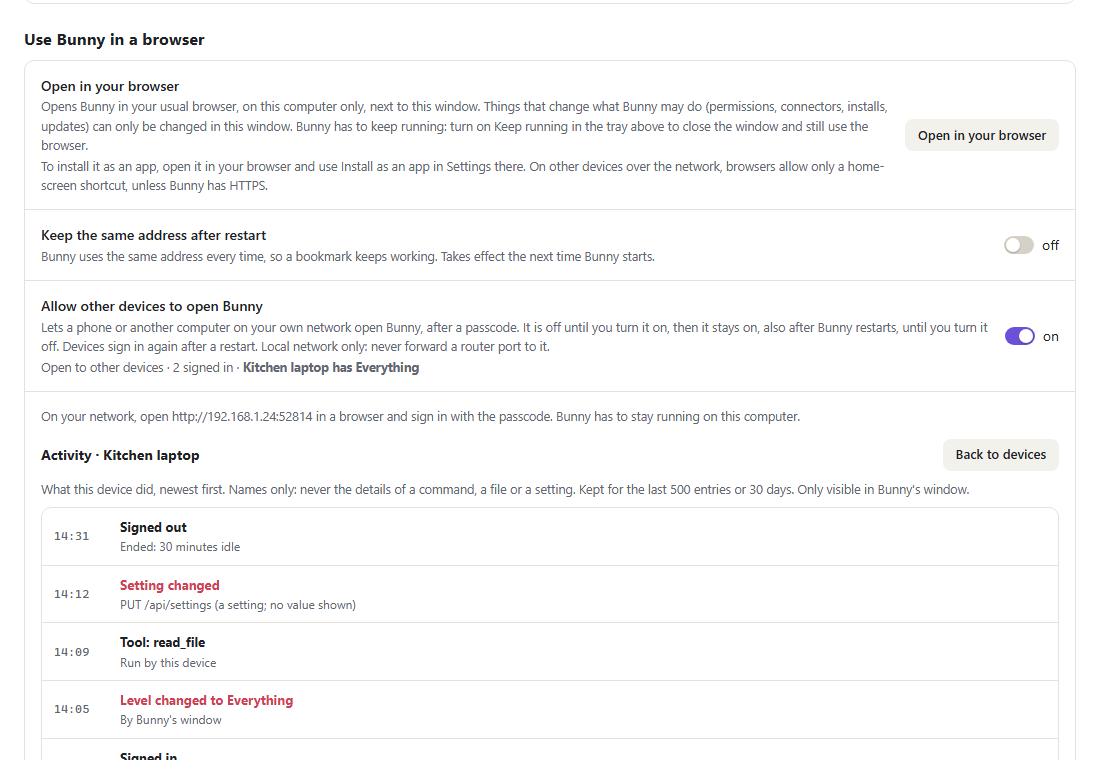 Use Bunny in a browser
Open in your browser
Opens Bunny in your usual browser, on this computer only, next to this window. Things that change what Bunny may do (permissions, connectors, installs,
updates) can only be changed in this window. Bunny has to keep running: turn on Keep running in the tray above to close the window and still use the
browser.
To install it as an app, open it in your browser and use Install as an app in Settings there. On other devices over the network, browsers allow only a home-
screen shortcut, unless Bunny has HTTPS.
Open in your browser
Keep the same address after restart
Bunny uses the same address every time, so a bookmark keeps working. Takes effect the next time Bunny starts.
off
Allow other devices to open Bunny
Lets a phone or another computer on your own network open Bunny, after a passcode. It is off until you turn it on, then it stays on, also after Bunny restarts, until you turn it
off. Devices sign in again after a restart. Local network only: never forward a router port to it.
Open to other devices · 2 signed in · Kitchen laptop has Everything
on
On your network, open http://192.168.1.24:52814 in a browser and sign in with the passcode. Bunny has to stay running on this computer.
Activity · Kitchen laptop
Back to devices
What this device did, newest first. Names only: never the details of a command, a file or a setting. Kept for the last 500 entries or 30 days. Only visible in Bunny's window.
14:31
Signed out
Ended: 30 minutes idle
14:12
Setting changed
PUT /api/settings (a setting; no value shown)
14:09
Tool: read_file
Run by this device
14:05
Level changed to Everything
By Bunny's window
Signed in